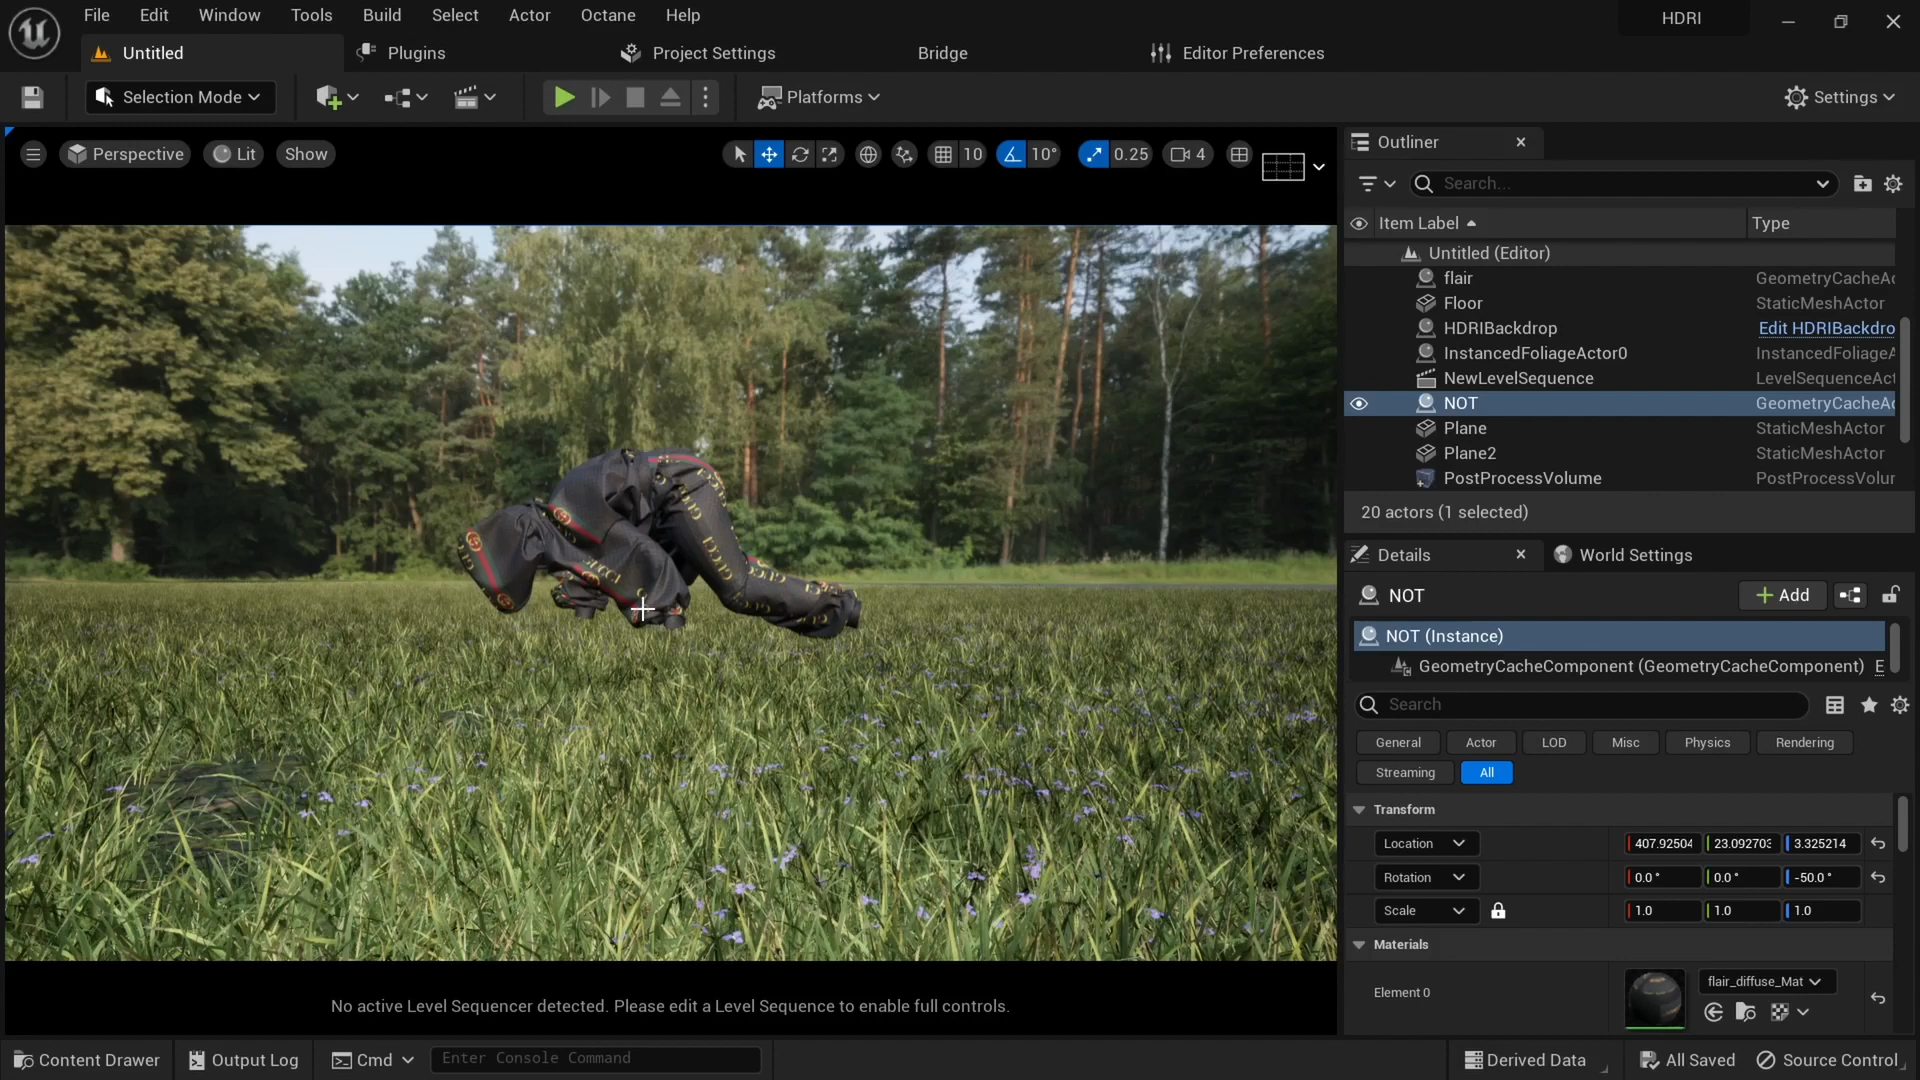 File Edit Window Tools Build Select Actor Octane Help
HDRI
Untitled
Plugins
Project Settings
Bridge
Editor Preferences
Selection Mode
Platforms
Settings
Perspective
Lit
Show
10
10°
0.25
4
Outliner
Search...
Item Label
Type
Untitled (Editor)
flair GeometryCacheAc
Floor StaticMeshActor
HDRIBackdrop Edit HDRIBackdro
InstancedFoliageActor0 InstancedFoliageA
NewLevelSequence LevelSequenceAct
NOT GeometryCacheAc
Plane StaticMeshActor
Plane2 StaticMeshActor
PostProcessVolume PostProcessVolur
20 actors (1 selected)
Details
World Settings
NOT
Add
NOT (Instance)
GeometryCacheComponent (GeometryCacheComponent) E
Search
General Actor LOD Misc Physics Rendering
Streaming All
Transform
Location 407.92504 23.092703 3.325214
Rotation 0.0 ° 0.0 ° -50.0 °
Scale 1.0 1.0 1.0
Materials
Element 0
flair_diffuse_Mat
GUCCI
GUCCI
GUCCI
No active Level Sequencer detected. Please edit a Level Sequence to enable full controls.
Content Drawer
Output Log
Cmd
Enter Console Command
Derived Data
All Saved
Source Control